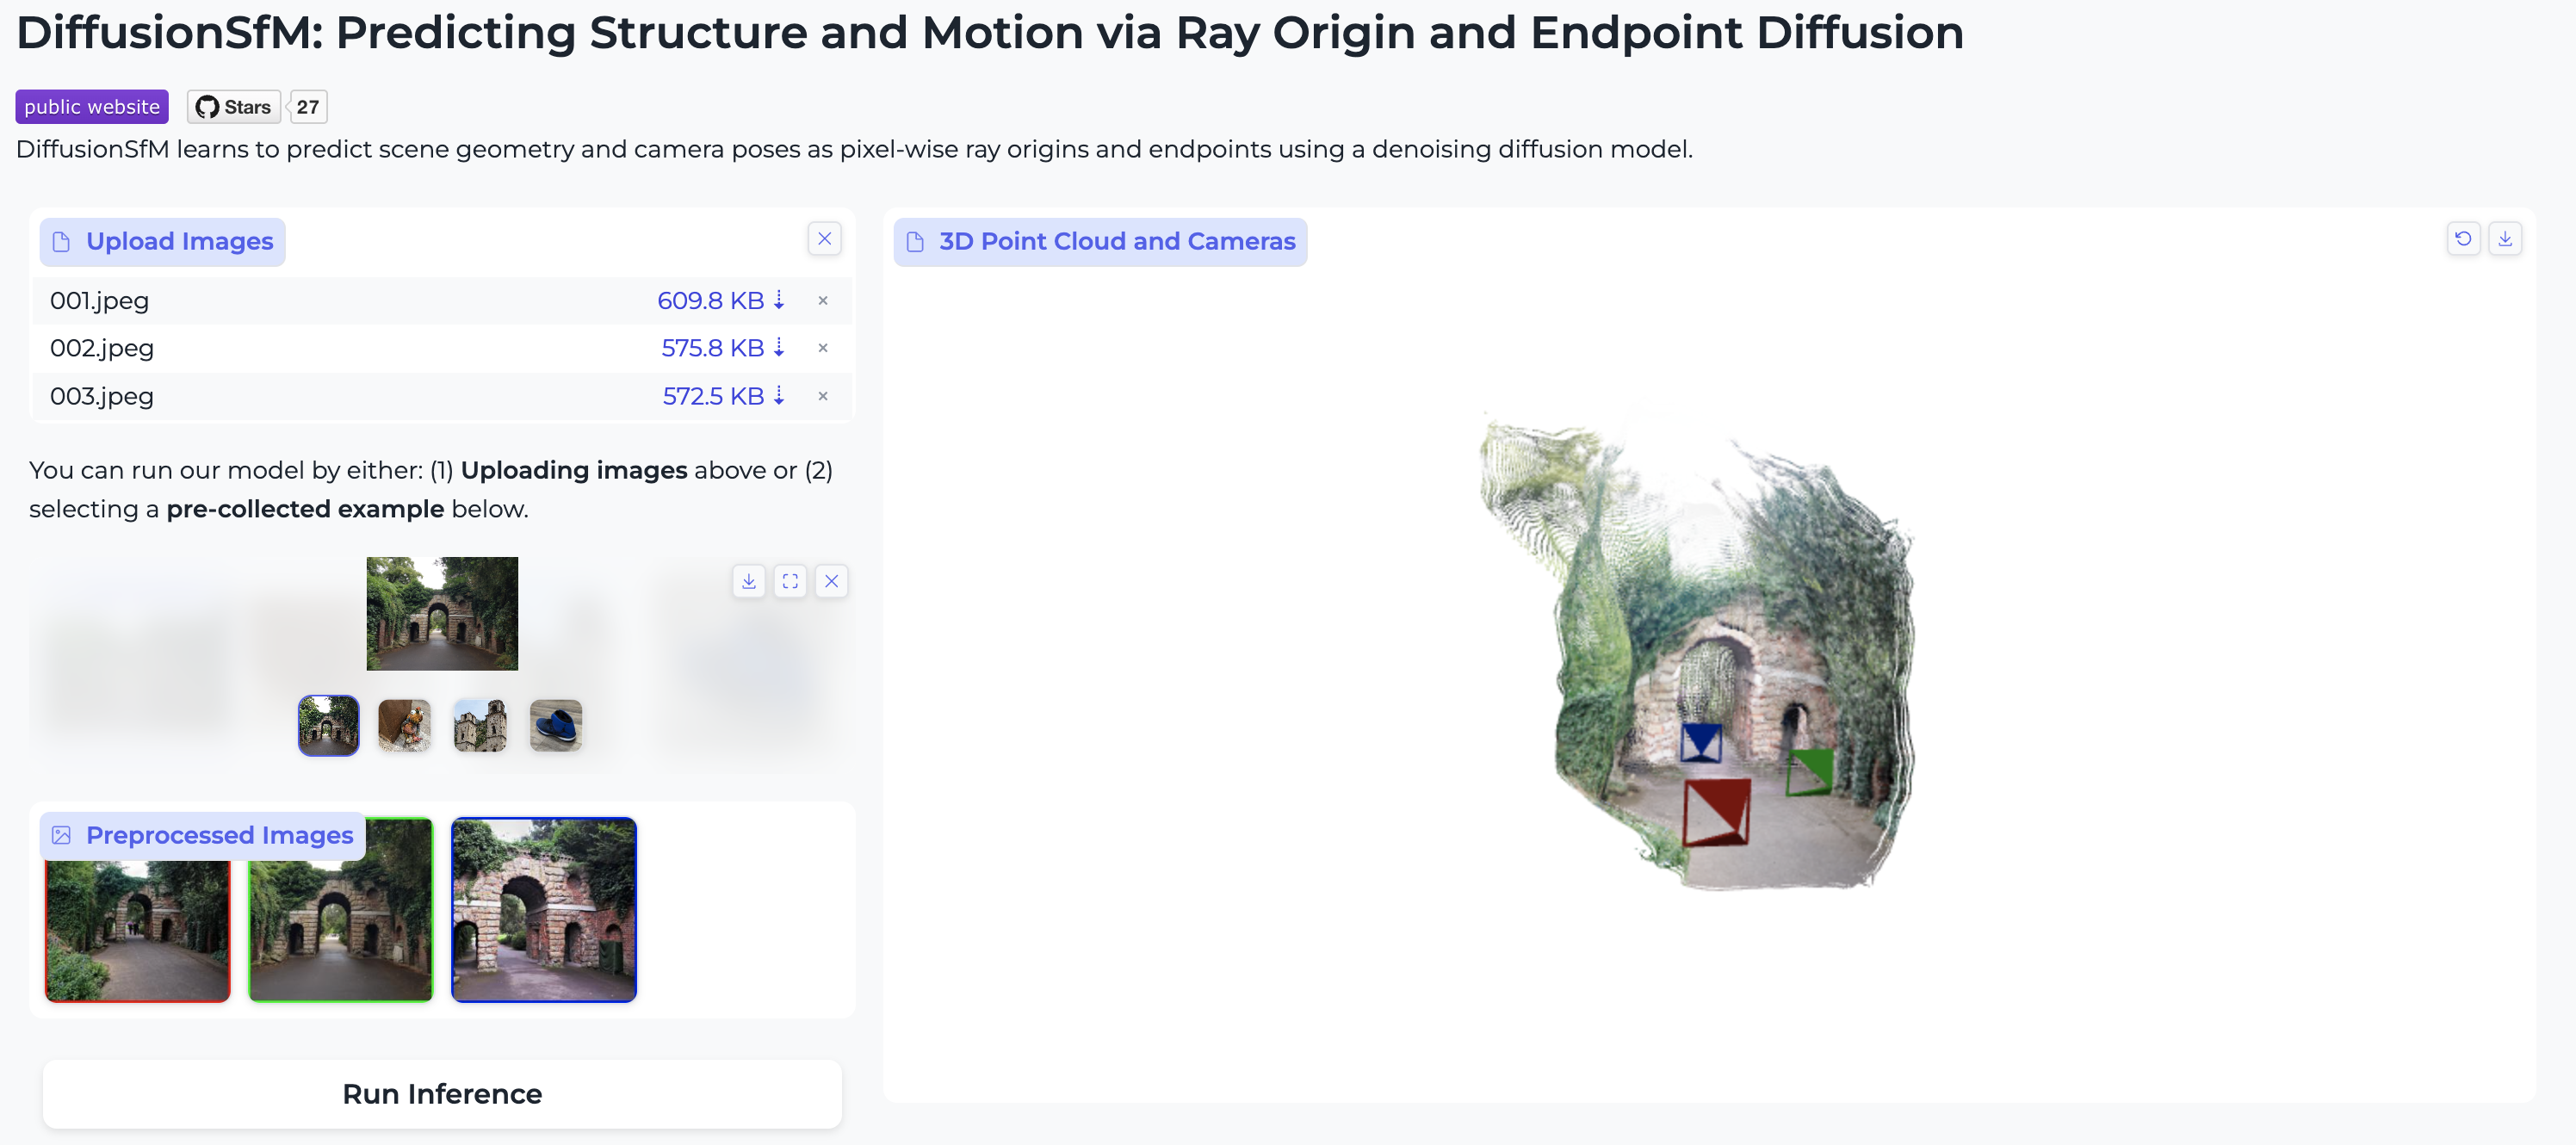 DiffusionSfM: Predicting Structure and Motion via Ray Origin and Endpoint Diffusion
public website Stars 27
DiffusionSfM learns to predict scene geometry and camera poses as pixel-wise ray origins and endpoints using a denoising diffusion model.
Upload Images
001.jpeg 609.8 KB ⇣ ×
002.jpeg 575.8 KB ⇣ ×
003.jpeg 572.5 KB ⇣ ×
You can run our model by either: (1) Uploading images above or (2)
selecting a pre-collected example below.
Preprocessed Images
Run Inference
3D Point Cloud and Cameras